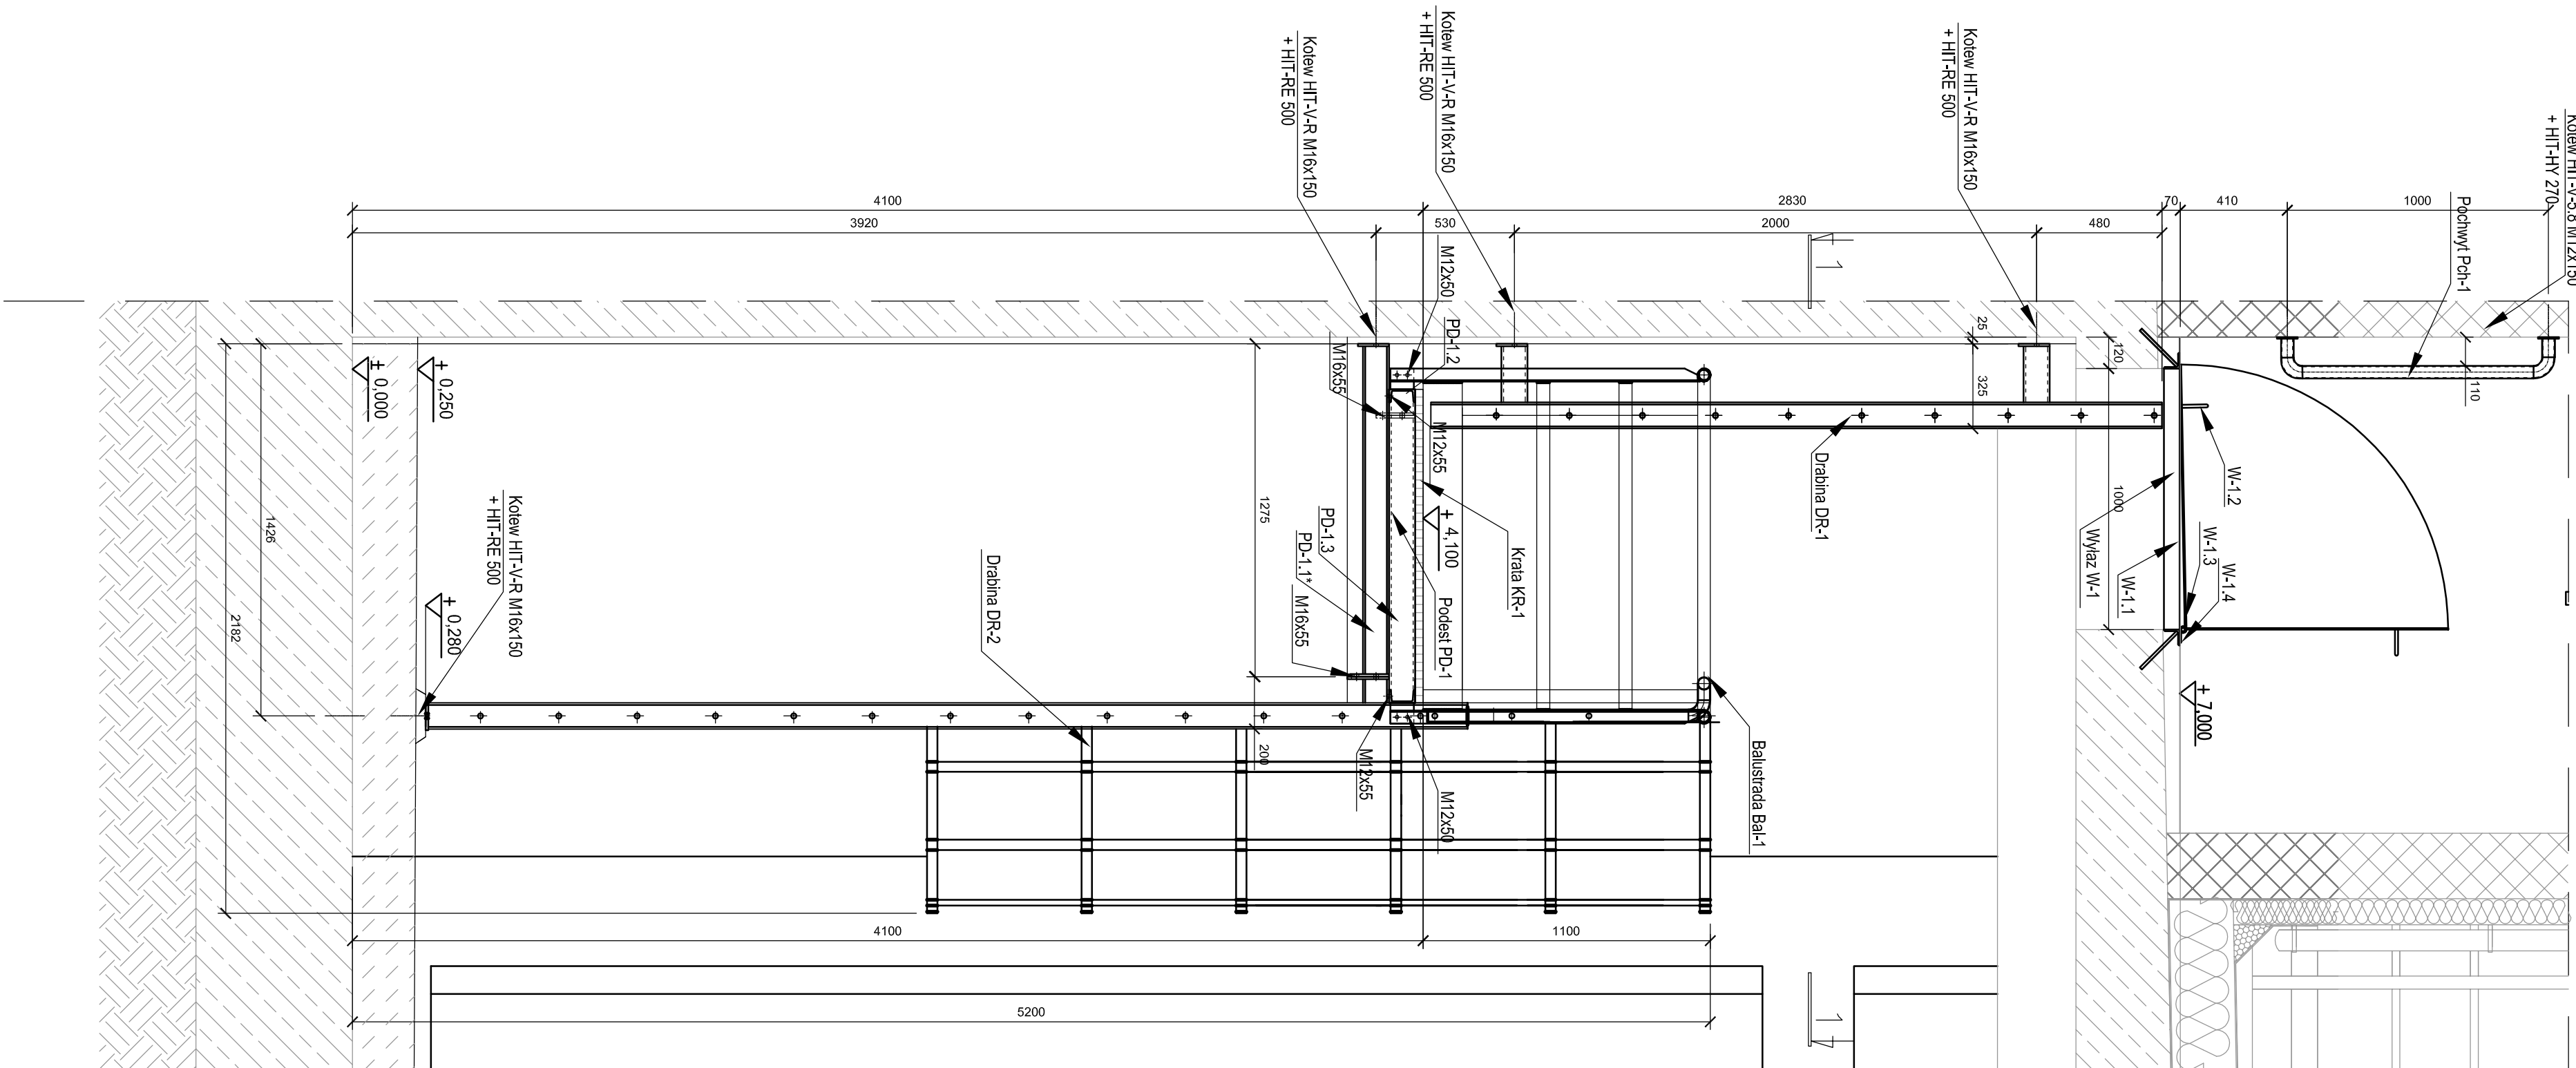 Kotew HIT-V-R M16x150
+ HIT-RE 500
Kotew HIT-V-R M16x150
+ HIT-RE 500
Kotew HIT-V-R M16x150
+ HIT-RE 500
Kotew HIT-V-5.8 M12x150
+ HIT-HY 270
Pochwyt Pch-1
4100
2830
70
410
1000
3920
530
2000
480
M12x50
1
PD-1.2
M16x55
25
325
120
110
± 0,000
+ 0,250
M12x55
Drabina DR-1
W-1.2
1000
1275
+ 4,100
Krata KR-1
Wyłaz W-1
W-1.1
W-1.3
W-1.4
PD-1.3
PD-1.1*
Podest PD-1
M16x55
Kotew HIT-V-R M16x150
+ HIT-RE 500
1426
2182
+ 0,280
Drabina DR-2
+ 7,000
200
M12x55
M12x50
Balustrada Bal-1
4100
1100
5200
1